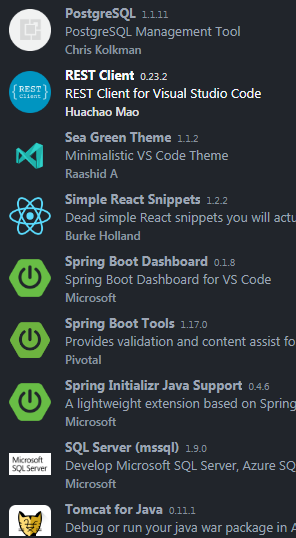 PostgreSQL 1.1.11
PostgreSQL Management Tool
Chris Kolkman
REST Client 0.23.2
{REST}
Client
REST Client for Visual Studio Code
Huachao Mao
Sea Green Theme 1.1.2
Minimalistic VS Code Theme
Raashid A
Simple React Snippets 1.2.2
Dead simple React snippets you will actu
Burke Holland
Spring Boot Dashboard 0.1.8
Spring Boot Dashboard for VS Code
Microsoft
Spring Boot Tools 1.17.0
Provides validation and content assist fo
Pivotal
Spring Initializr Java Support 0.4.6
A lightweight extension based on Spring
Microsoft
SQL Server (mssql) 1.9.0
Microsoft
SQL Server
Develop Microsoft SQL Server, Azure SQ
Microsoft
Tomcat for Java 0.11.1
Debug or run your java war package in A